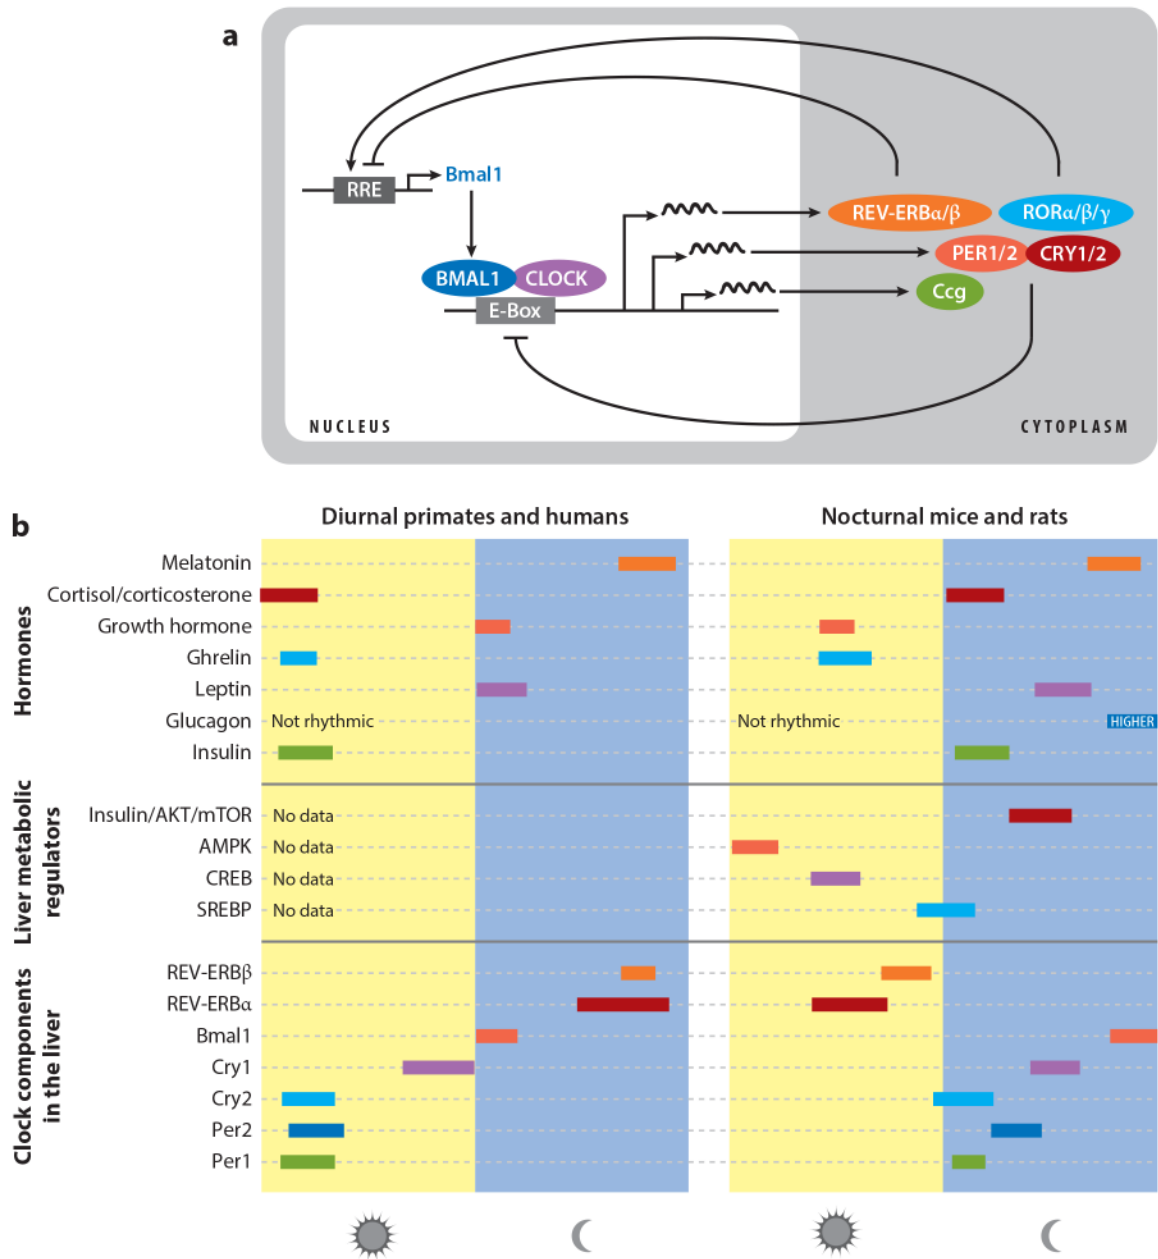 a
RRE
Bmal1
REV-ERBα/β
RORα/β/γ
PER1/2
CRY1/2
BMAL1
CLOCK
Ccg
E-Box
NUCLEUS
CYTOPLASM
b
Diurnal primates and humans
Nocturnal mice and rats
Hormones
Melatonin
Cortisol/corticosterone
Growth hormone
Ghrelin
Leptin
Glucagon
Not rhythmic
Not rhythmic
HIGHER
Insulin
Liver metabolic
regulators
Insulin/AKT/mTOR
No data
AMPK
No data
CREB
No data
SREBP
No data
Clock components
in the liver
REV-ERBβ
REV-ERBα
Bmal1
Cry1
Cry2
Per2
Per1